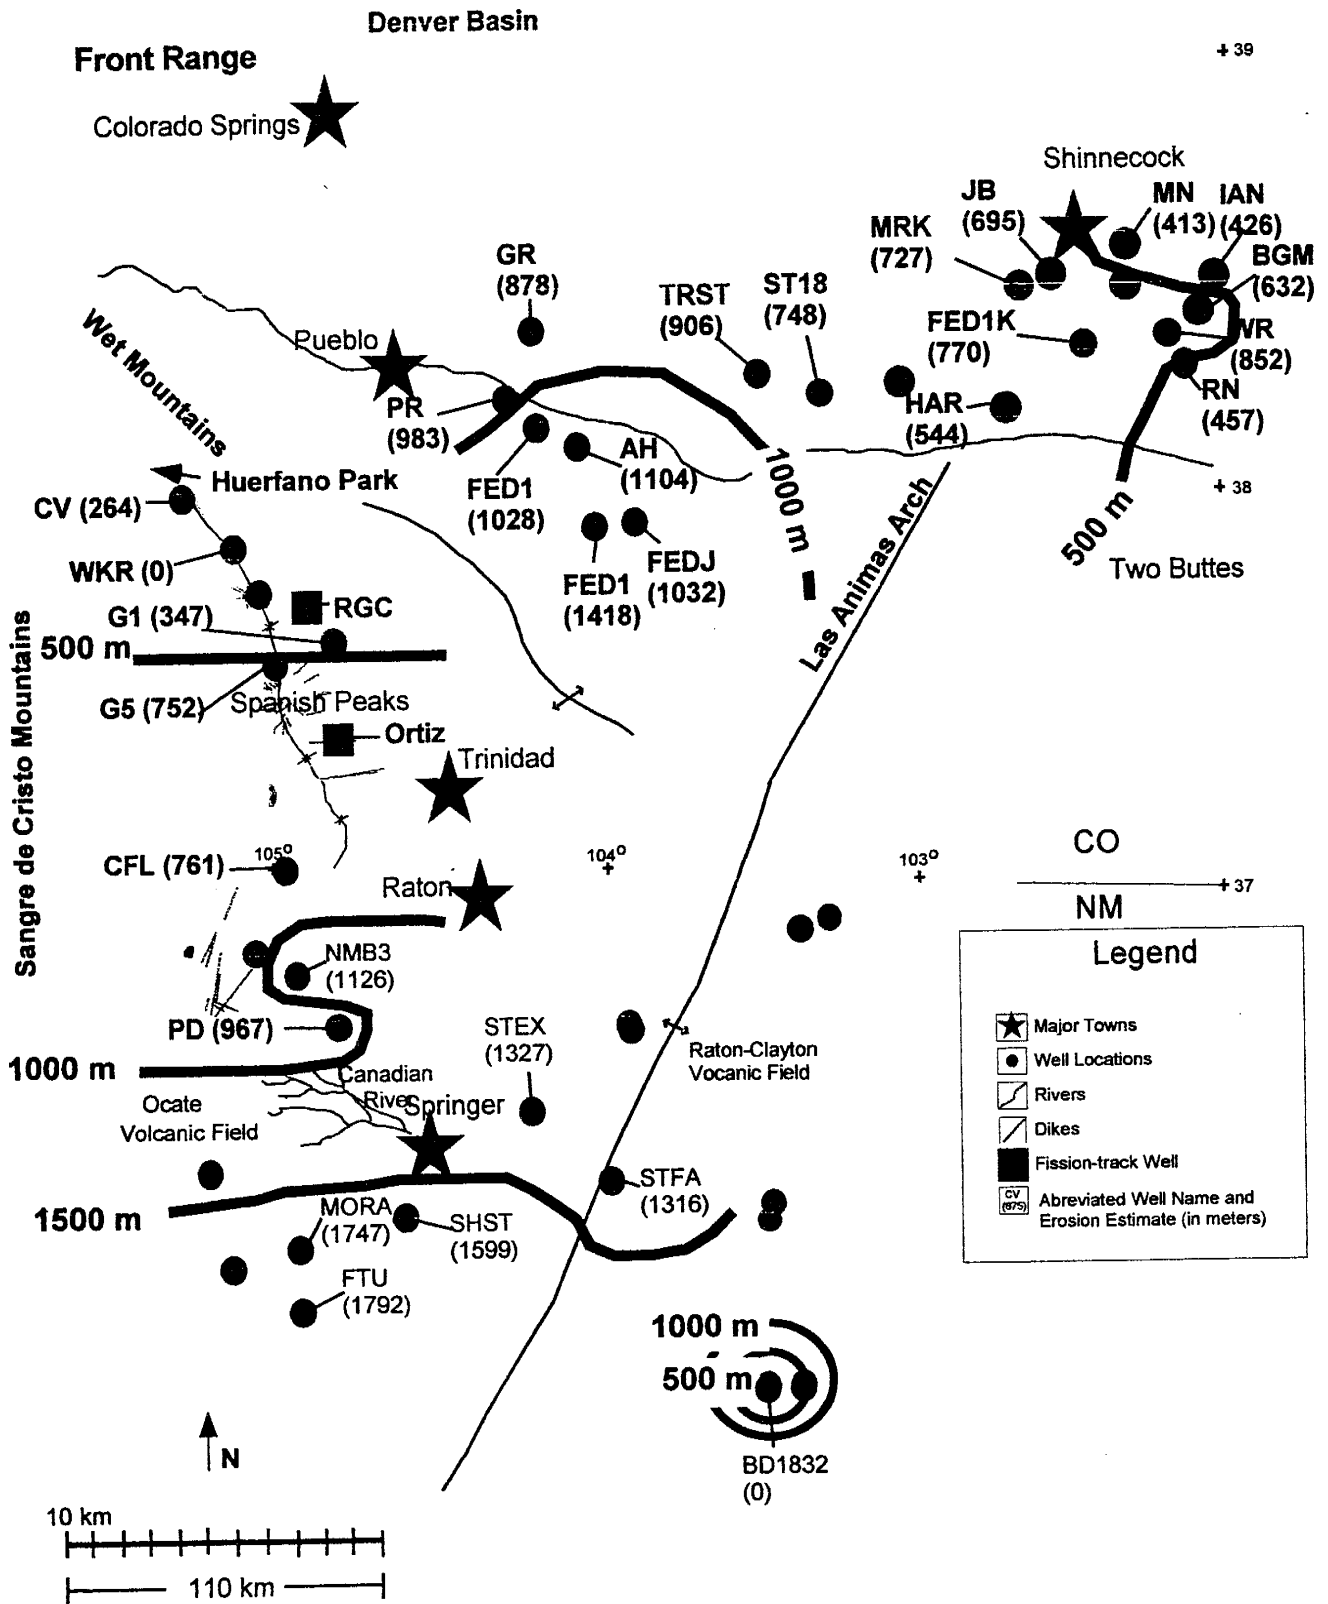 Denver Basin
Front Range
+ 39
Colorado Springs
Shinnecock
JB
(695)
MN
(413)
IAN
(426)
MRK
(727)
BGM
(632)
GR
(878)
TRST
(906)
ST18
(748)
FED1K
(770)
WR
(852)
Wet Mountains
Pueblo
PR
(983)
HAR
(544)
RN
(457)
AH
(1104)
1000 m
Huerfano Park
CV (264)
FED1
(1028)
+ 38
500 m
Las Animas Arch
WKR (0)
FED1
(1418)
FEDJ
(1032)
Two Buttes
G1 (347)
RGC
500 m
G5 (752)
Spanish Peaks
Ortiz
Trinidad
Sangre de Cristo Mountains
CFL (761)
105o
104o
+
103o
+
CO
+ 37
NM
Raton
NMB3
(1126)
PD (967)
STEX
(1327)
Raton-Clayton
Vocanic Field
1000 m
Canadian
River
Springer
Ocate
Volcanic Field
STFA
(1316)
1500 m
MORA
(1747)
SHST
(1599)
FTU
(1792)
Legend
Major Towns
Well Locations
Rivers
Dikes
Fission-track Well
CV
(875)
Abreviated Well Name and
Erosion Estimate (in meters)
1000 m
500 m
BD1832
(0)
N
10 km
110 km